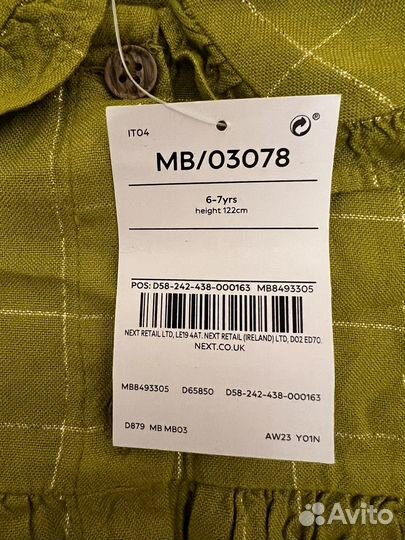 IT04
MB/03078
6-7yrs
height 122cm
POS: D58-242-438-000163 MB8493305
NEXT RETAIL LTD, LE19 4AT. NEXT RETAIL (IRELAND) LTD, D02 ED70.
NEXT.CO.UK
MB8493305 D65850 D58-242-438-000163
D879 MB MB03 AW23 Y01N
Avito